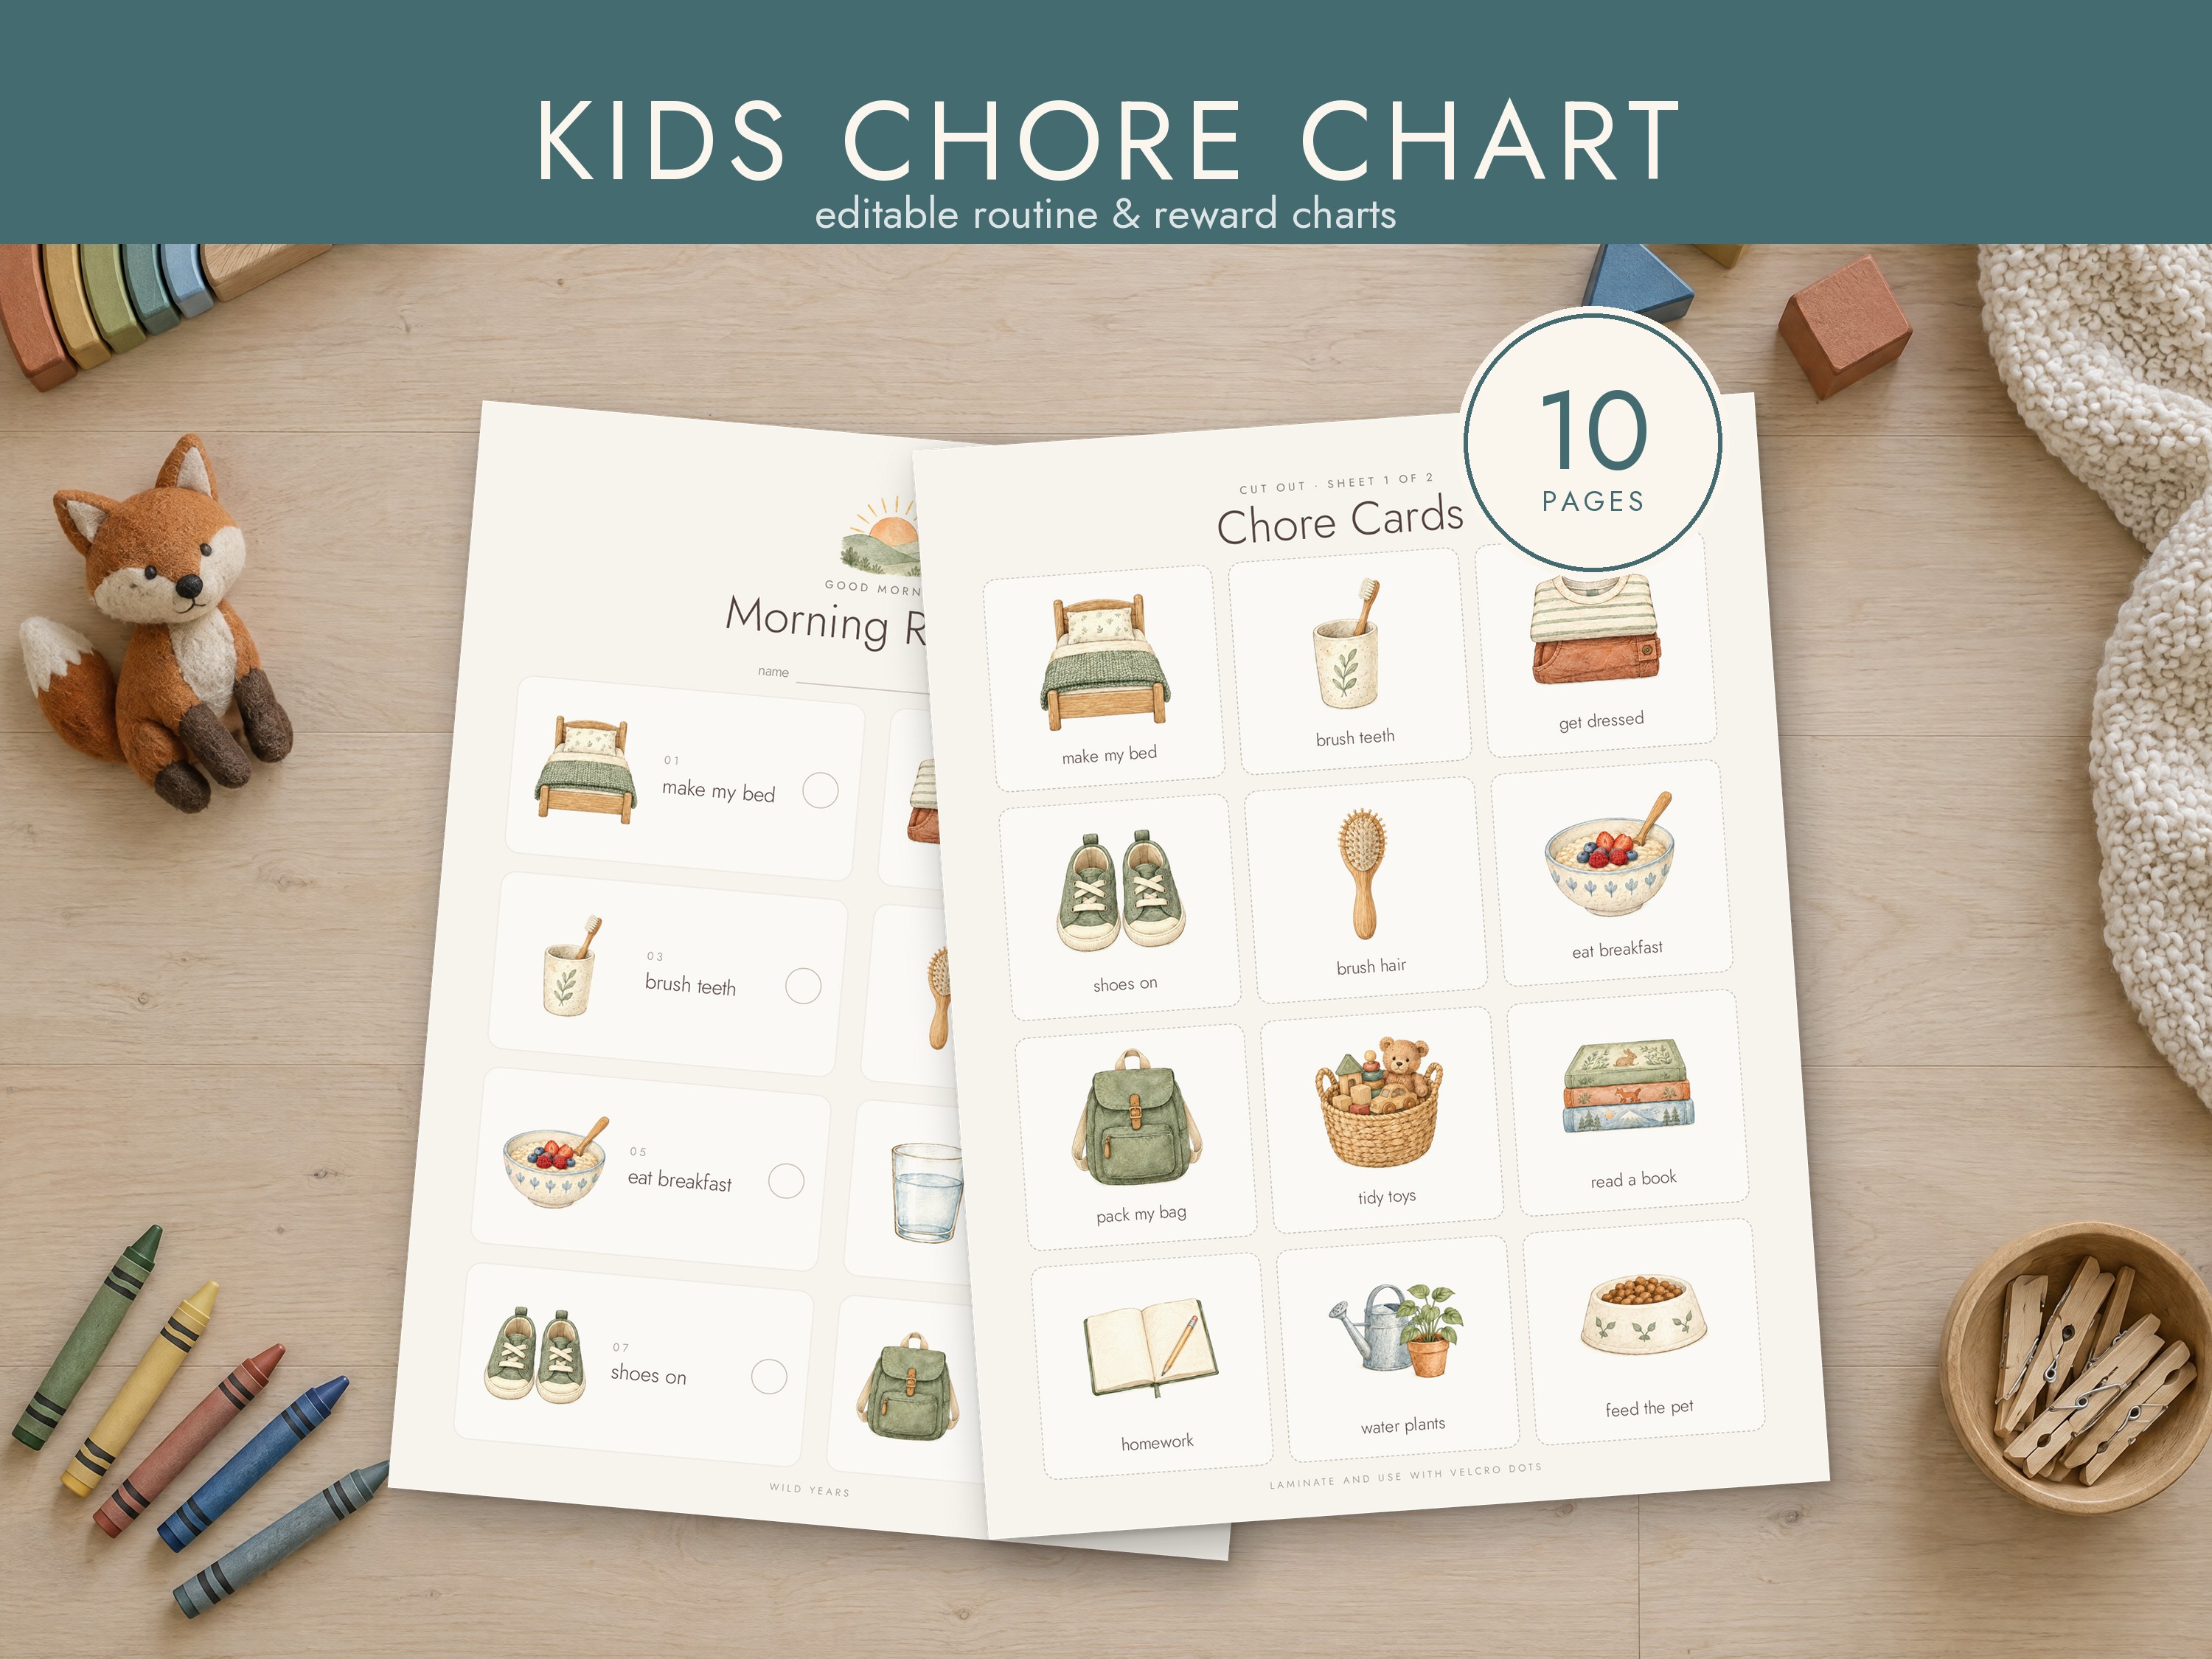 KIDS CHORE CHART
editable routine & reward charts
10
PAGES
GOOD MORN
Morning R
name
01
make my bed
03
brush teeth
05
eat breakfast
07
shoes on
WILD YEARS
CUT OUT · SHEET 1 OF 2
Chore Cards
make my bed
brush teeth
get dressed
shoes on
brush hair
eat breakfast
pack my bag
tidy toys
read a book
homework
water plants
feed the pet
LAMINATE AND USE WITH VELCRO DOTS